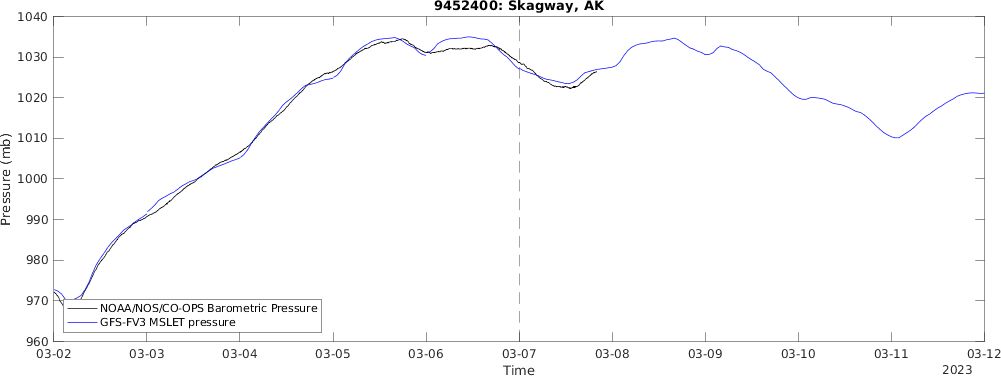 9452400: Skagway, AK
1040
1030
1020
1010
1000
990
980
970
960
Pressure (mb)
NOAA/NOS/CO-OPS Barometric Pressure
GFS-FV3 MSLET pressure
03-02 03-03 03-04 03-05 03-06 03-07 03-08 03-09 03-10 03-11 03-12
Time
2023